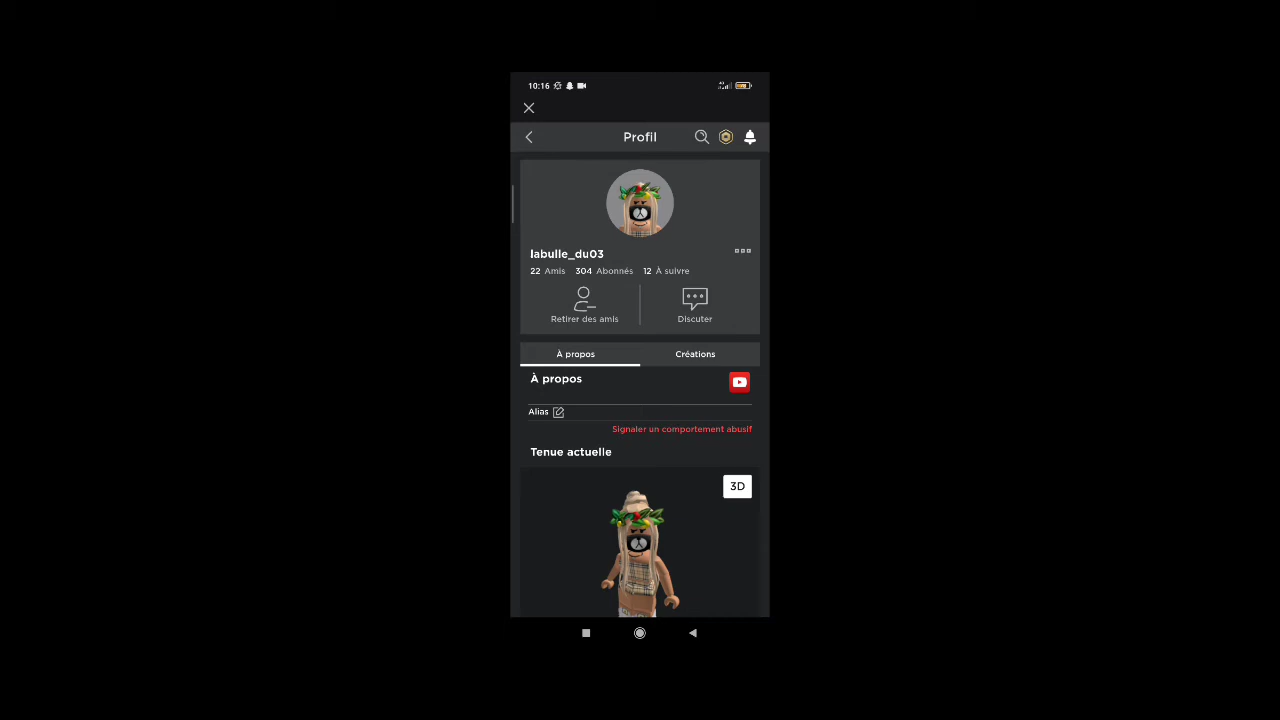 10:16
Profil
labulle_du03
22 Amis 304 Abonnés 12 À suivre
Retirer des amis Discuter
À propos Créations
À propos
Alias
Signaler un comportement abusif
Tenue actuelle
3D